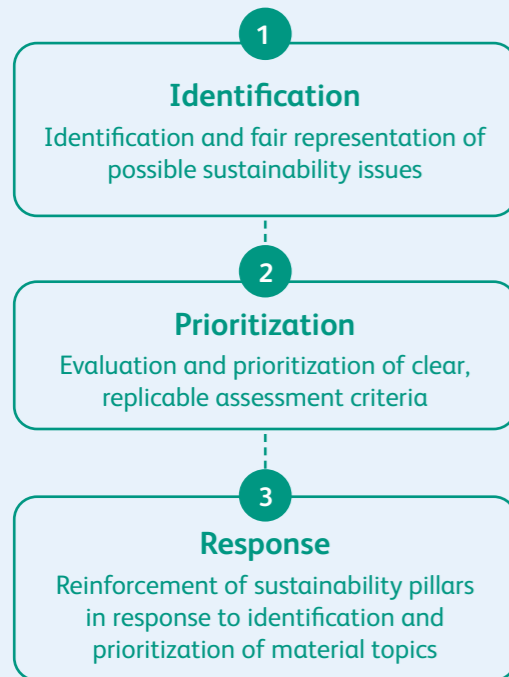 1
Identification
Identification and fair representation of
possible sustainability issues
2
Prioritization
Evaluation and prioritization of clear,
replicable assessment criteria
3
Response
Reinforcement of sustainability pillars
in response to identification and
prioritization of material topics